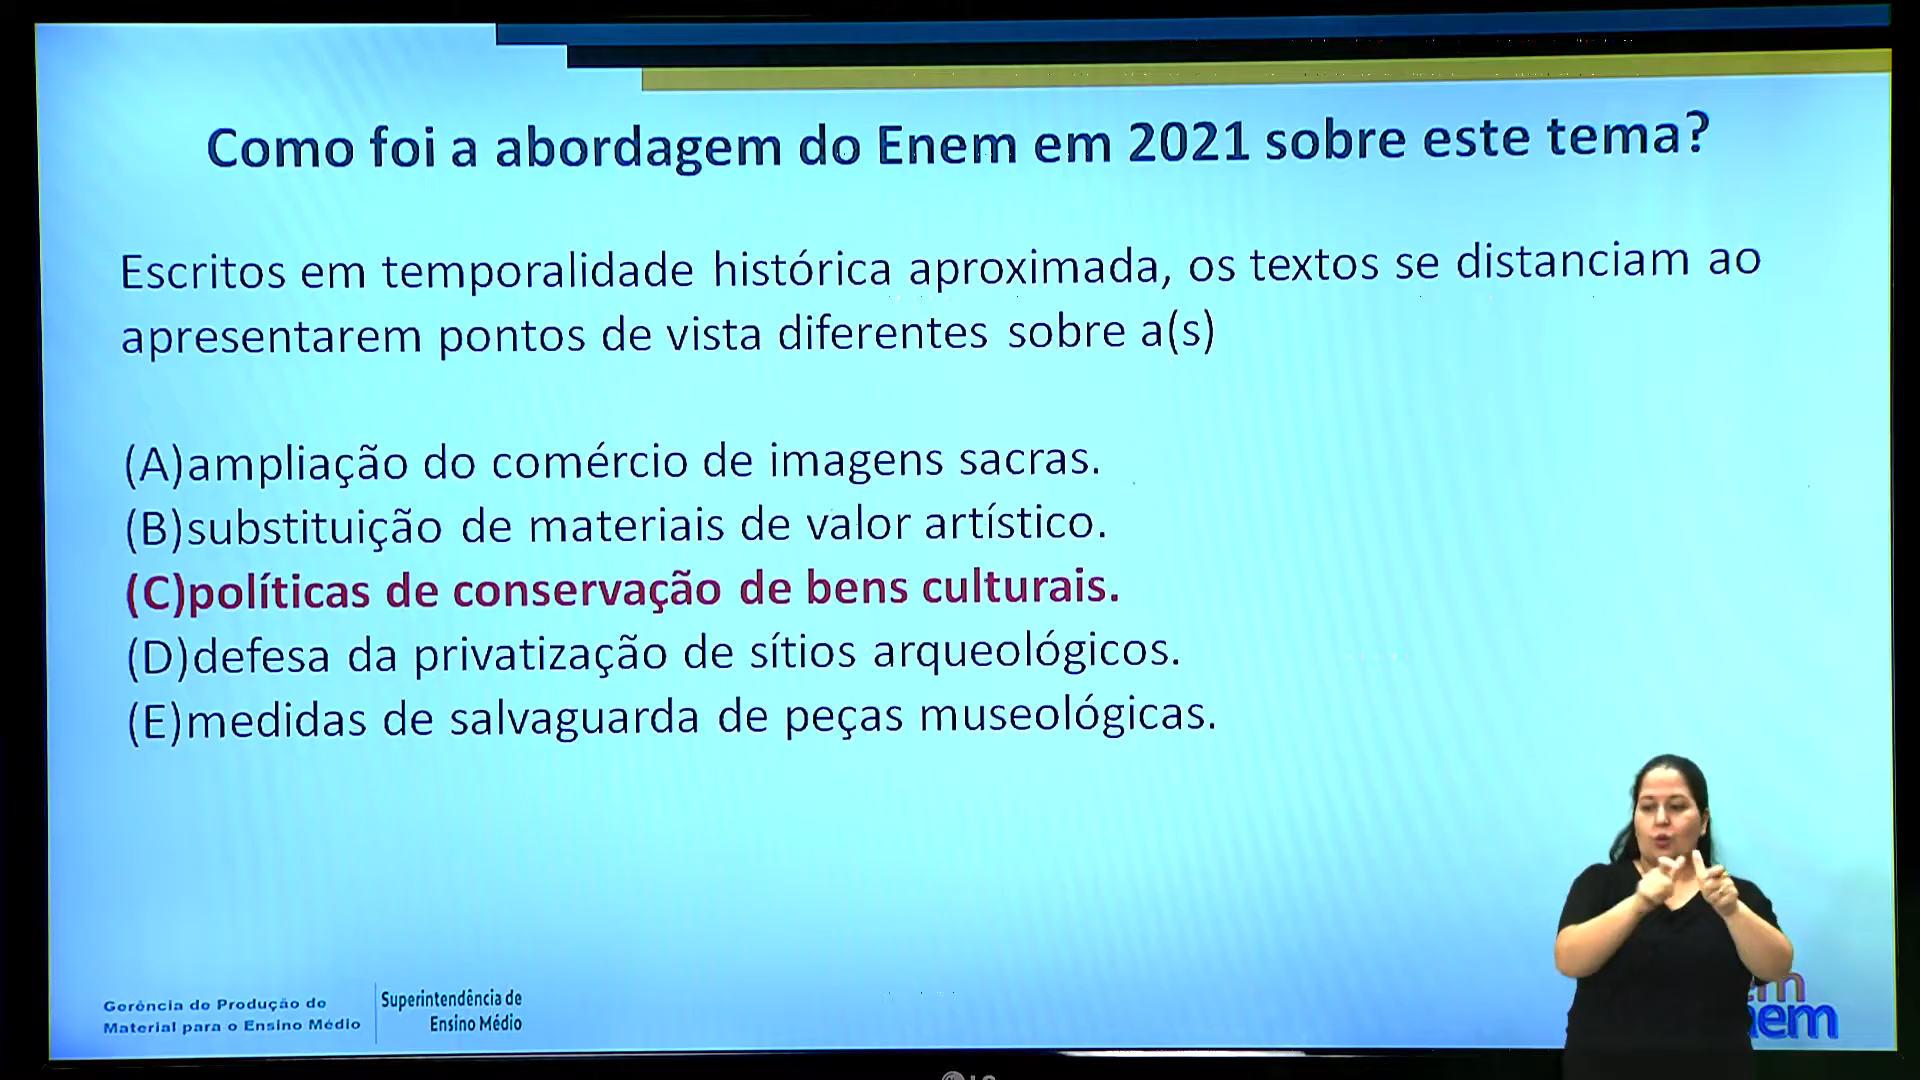 Como foi a abordagem do Enem em 2021 sobre este tema?
Escritos em temporalidade histórica aproximada, os textos se distanciam ao
apresentarem pontos de vista diferentes sobre a(s)
(A)ampliação do comércio de imagens sacras.
(B)substituição de materiais de valor artístico.
(C)políticas de conservação de bens culturais.
(D)defesa da privatização de sítios arqueológicos.
(E)medidas de salvaguarda de peças museológicas.
Gerência de Produção de
Material para o Ensino Médio
Superintendência de
Ensino Médio